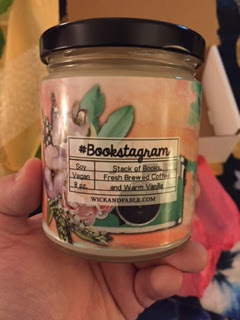 #Bookstagram
Soy Stack of Books,
Vegan Fresh Brewed Coffee
8 oz. and Warm Vanilla
WICKANDFABLE.COM